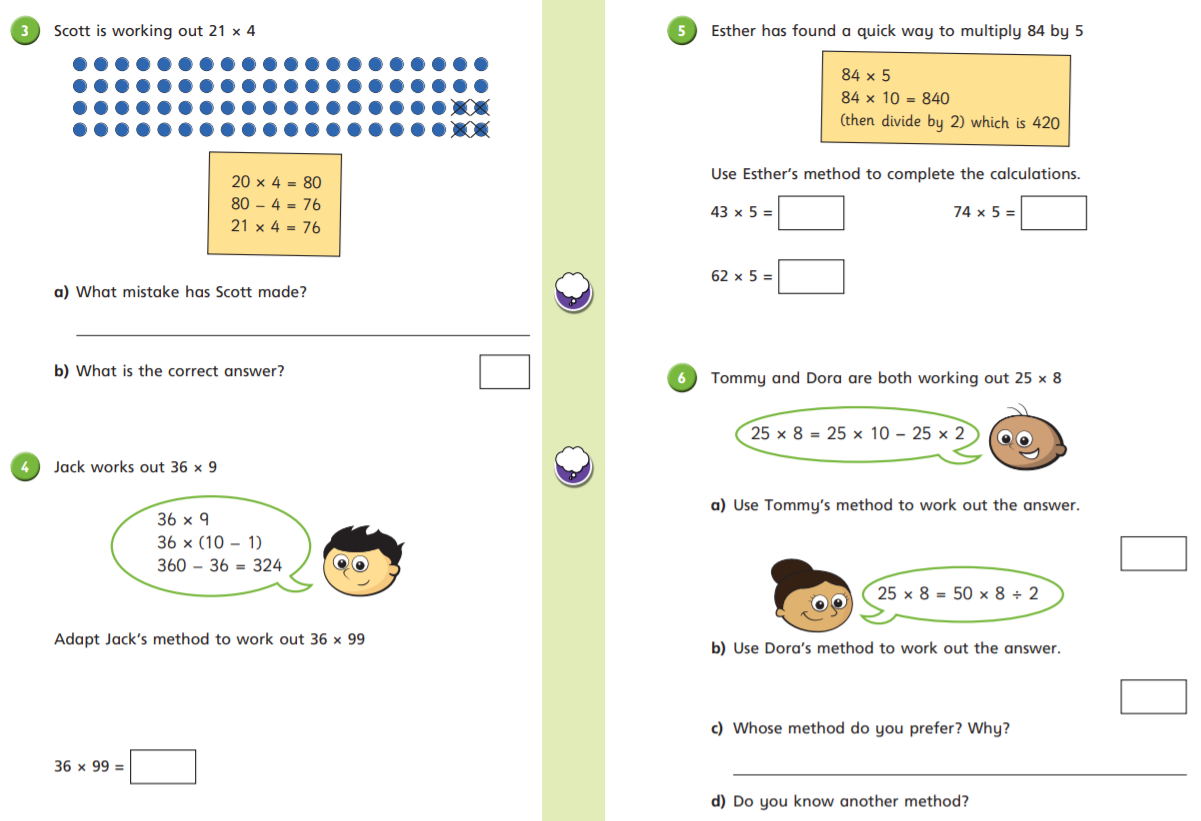 3 Scott is working out 21 × 4
20 × 4 = 80
80 – 4 = 76
21 × 4 = 76
a) What mistake has Scott made?
b) What is the correct answer?
4 Jack works out 36 × 9
36 × 9
36 × (10 – 1)
360 – 36 = 324
Adapt Jack’s method to work out 36 × 99
36 × 99 =
5 Esther has found a quick way to multiply 84 by 5
84 × 5
84 × 10 = 840
(then divide by 2) which is 420
Use Esther’s method to complete the calculations.
43 × 5 = 74 × 5 =
62 × 5 =
6 Tommy and Dora are both working out 25 × 8
25 × 8 = 25 × 10 – 25 × 2
a) Use Tommy’s method to work out the answer.
25 × 8 = 50 × 8 ÷ 2
b) Use Dora’s method to work out the answer.
c) Whose method do you prefer? Why?
d) Do you know another method?